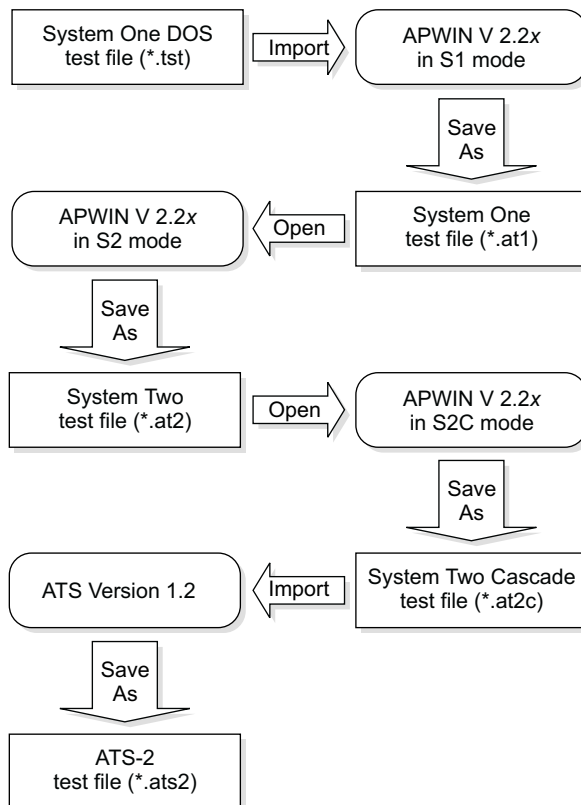 System One DOS
test file (*.tst)
Import
APWIN V 2.2x
in S1 mode
Save
As
System One
test file (*.at1)
Open
APWIN V 2.2x
in S2 mode
Save
As
System Two
test file (*.at2)
Open
APWIN V 2.2x
in S2C mode
Save
As
System Two Cascade
test file (*.at2c)
Import
ATS Version 1.2
Save
As
ATS-2
test file (*.ats2)